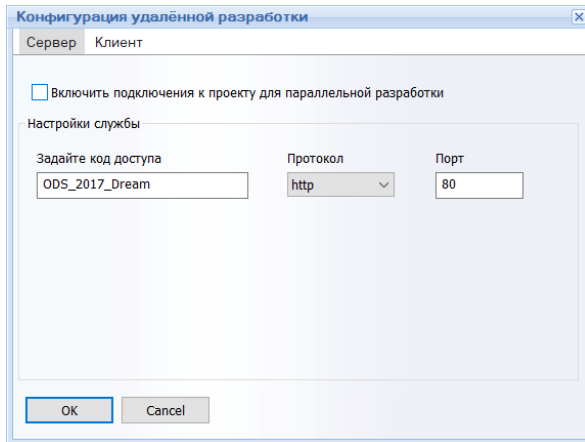 Конфигурация удалённой разработки
Сервер Клиент
Включить подключения к проекту для параллельной разработки
Настройки службы
Задайте код доступа Протокол Порт
ODS_2017_Dream http 80
OK Cancel